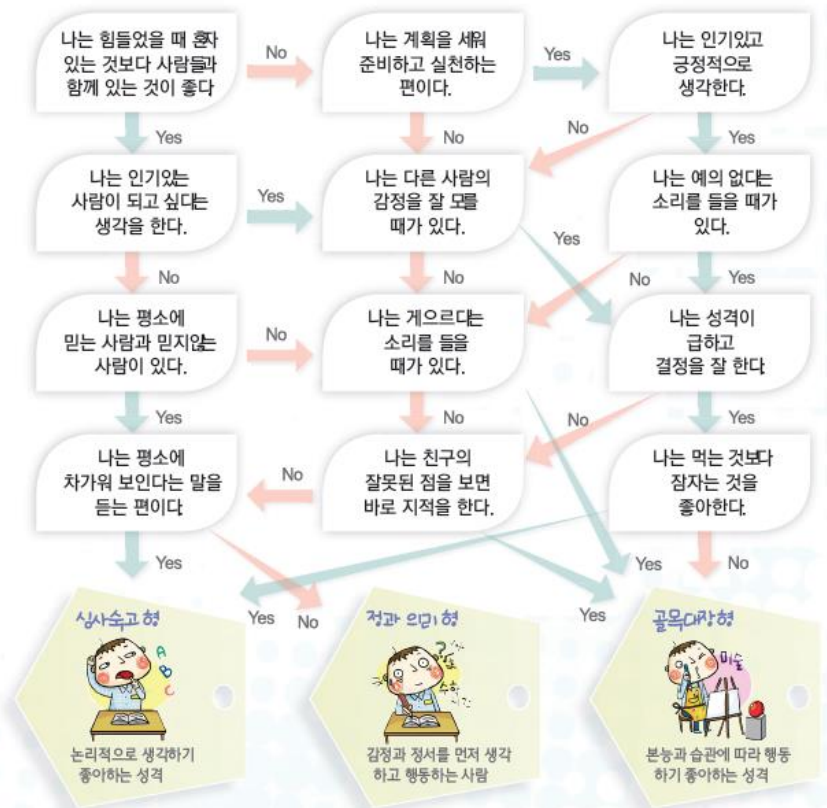 나는 힘들었을 때 혼자
있는 것보다 사람들과
함께 있는 것이 좋다
No
나는 계획을 세워
준비하고 실천하는
편이다.
Yes
나는 인기있고
긍정적으로
생각한다.
Yes
No
No
Yes
나는 인기있는
사람이 되고 싶다는
생각을 한다.
Yes
나는 다른 사람의
감정을 잘 모를
때가 있다.
나는 예의 없다는
소리를 들을 때가
있다.
No
No
Yes
No
Yes
나는 평소에
믿는 사람과 믿지않는
사람이 있다.
No
나는 게으르다는
소리를 들을
때가 있다.
나는 성격이
급하고
결정을 잘 한다
Yes
No
No
Yes
나는 평소에
차가워 보인다는 말을
듣는 편이다
No
나는 친구의
잘못된 점을 보면
바로 지적을 한다.
나는 먹는 것보다
잠자는 것을
좋아한다.
Yes
Yes
No
Yes
No
Yes
심사숙고형
정과 의리형
골목대장형
A
B
C
수학
미술
논리적으로 생각하기
좋아하는 성격
감정과 정서를 먼저 생각
하고 행동하는 사람
본능과 습관에 따라 행동
하기 좋아하는 성격